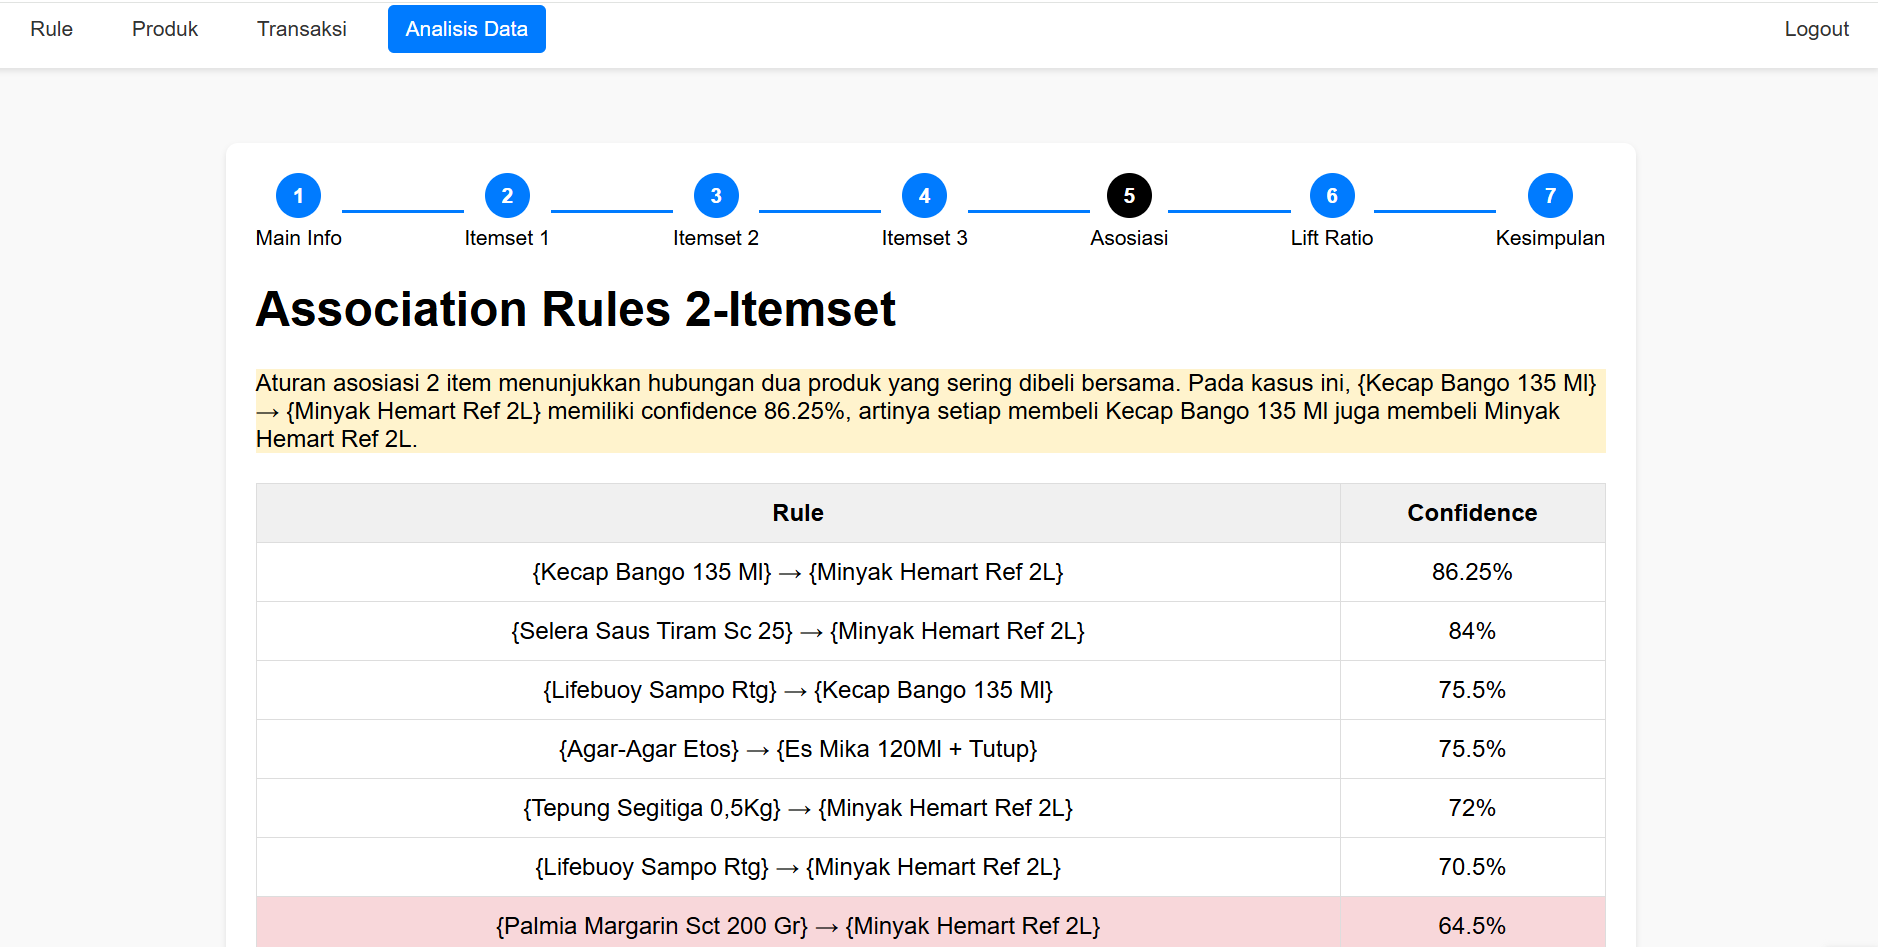 Rule Produk Transaksi Analisis Data Logout
1 2 3 4 5 6 7
Main Info Itemset 1 Itemset 2 Itemset 3 Asosiasi Lift Ratio Kesimpulan
Association Rules 2-Itemset
Aturan asosiasi 2 item menunjukkan hubungan dua produk yang sering dibeli bersama. Pada kasus ini, {Kecap Bango 135 Ml}
→ {Minyak Hemart Ref 2L} memiliki confidence 86.25%, artinya setiap membeli Kecap Bango 135 Ml juga membeli Minyak
Hemart Ref 2L.
Rule Confidence
{Kecap Bango 135 Ml} → {Minyak Hemart Ref 2L} 86.25%
{Selera Saus Tiram Sc 25} → {Minyak Hemart Ref 2L} 84%
{Lifebuoy Sampo Rtg} → {Kecap Bango 135 Ml} 75.5%
{Agar-Agar Etos} → {Es Mika 120Ml + Tutup} 75.5%
{Tepung Segitiga 0,5Kg} → {Minyak Hemart Ref 2L} 72%
{Lifebuoy Sampo Rtg} → {Minyak Hemart Ref 2L} 70.5%
{Palmia Margarin Sct 200 Gr} → {Minyak Hemart Ref 2L} 64.5%